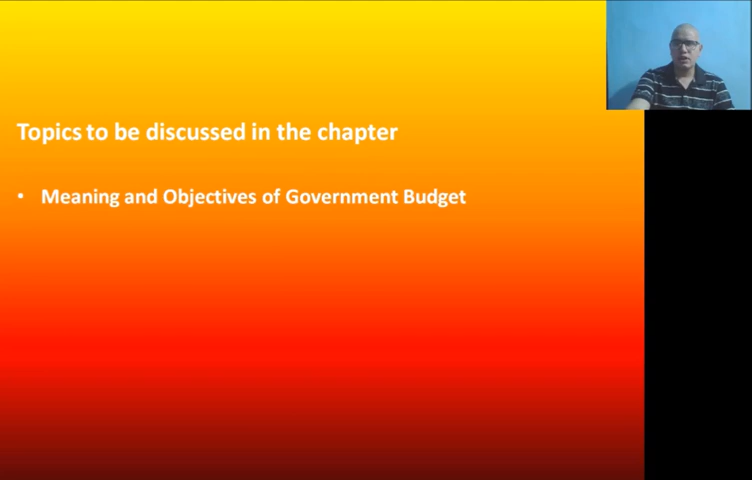 Topics to be discussed in the chapter
• Meaning and Objectives of Government Budget